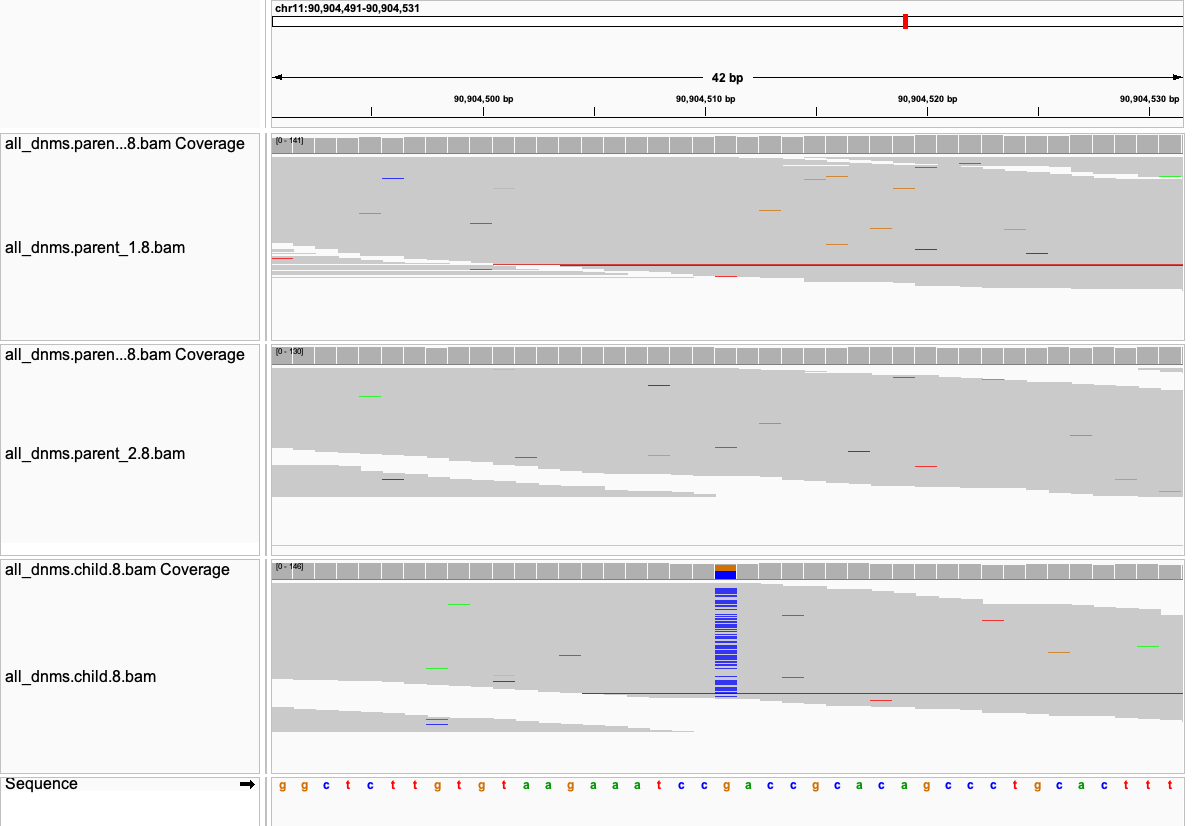 chr11:90,904,491-90,904,531
42 bp
90,904,500 bp 90,904,510 bp 90,904,520 bp 90,904,530 bp
all_dnms.paren...8.bam Coverage
[0 - 141]
all_dnms.parent_1.8.bam
all_dnms.paren...8.bam Coverage
[0 - 130]
all_dnms.parent_2.8.bam
all_dnms.child.8.bam Coverage
[0 - 146]
all_dnms.child.8.bam
Sequence
g g c t c t t g t g t a a g a a a t c c g a c c g c a c a g c c c t g c a c t t t